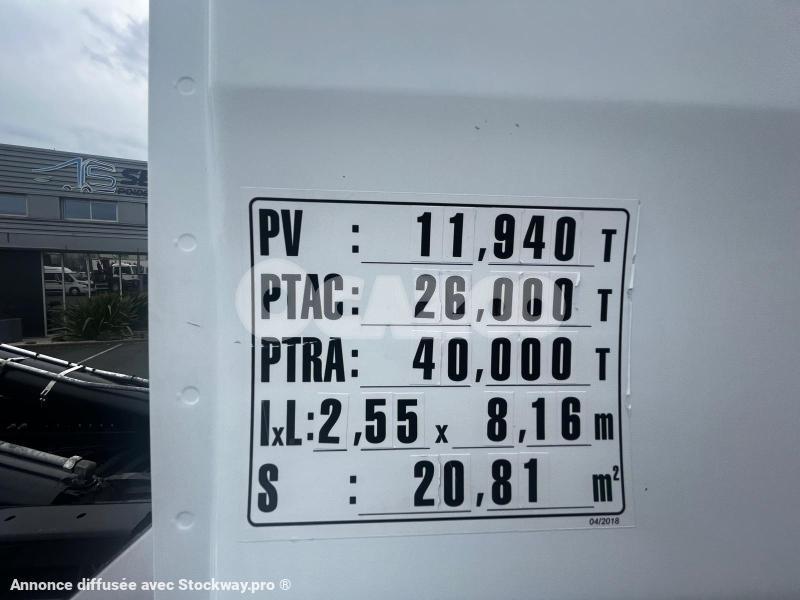 PV : 11,940 T
PTAC: 26,000 T
PTRA: 40,000 T
IxL: 2,55 x 8,16 m
S : 20,81 m²
04/2018
Annonce diffusée avec Stockway.pro ®